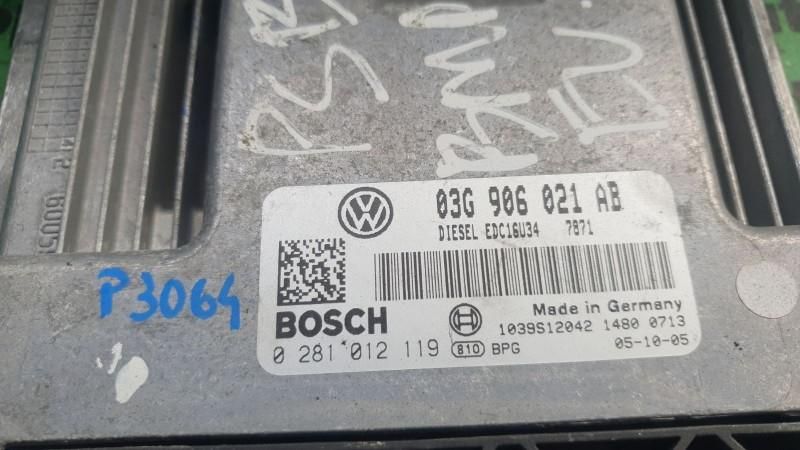 03G 906 021 AB
DIESEL EDC16U34 7871
BOSCH
Made in Germany
1039S12042 1480 0713
0 281 012 119 810 BPG 05-10-05
P3064